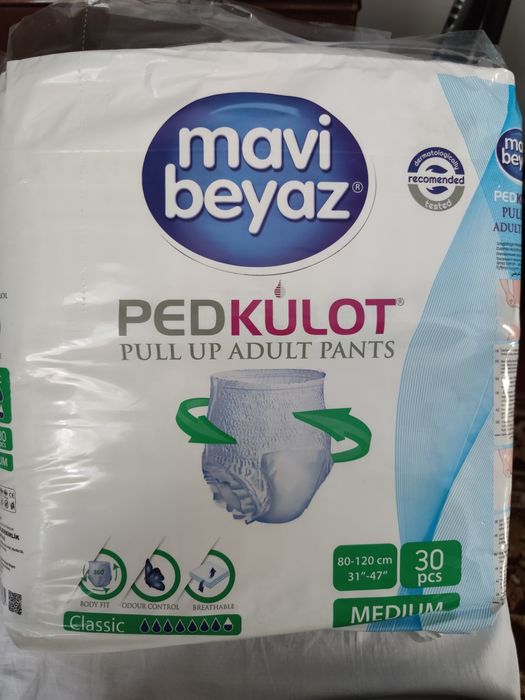 mavi
beyaz®
dermatologically
recomended
tested
PEDKULOT®
PULL UP ADULT PANTS
360°
BODY FIT
ODOUR CONTROL
BREATHABLE
Classic
80-120 cm
31"-47"
30
pcs
MEDIUM